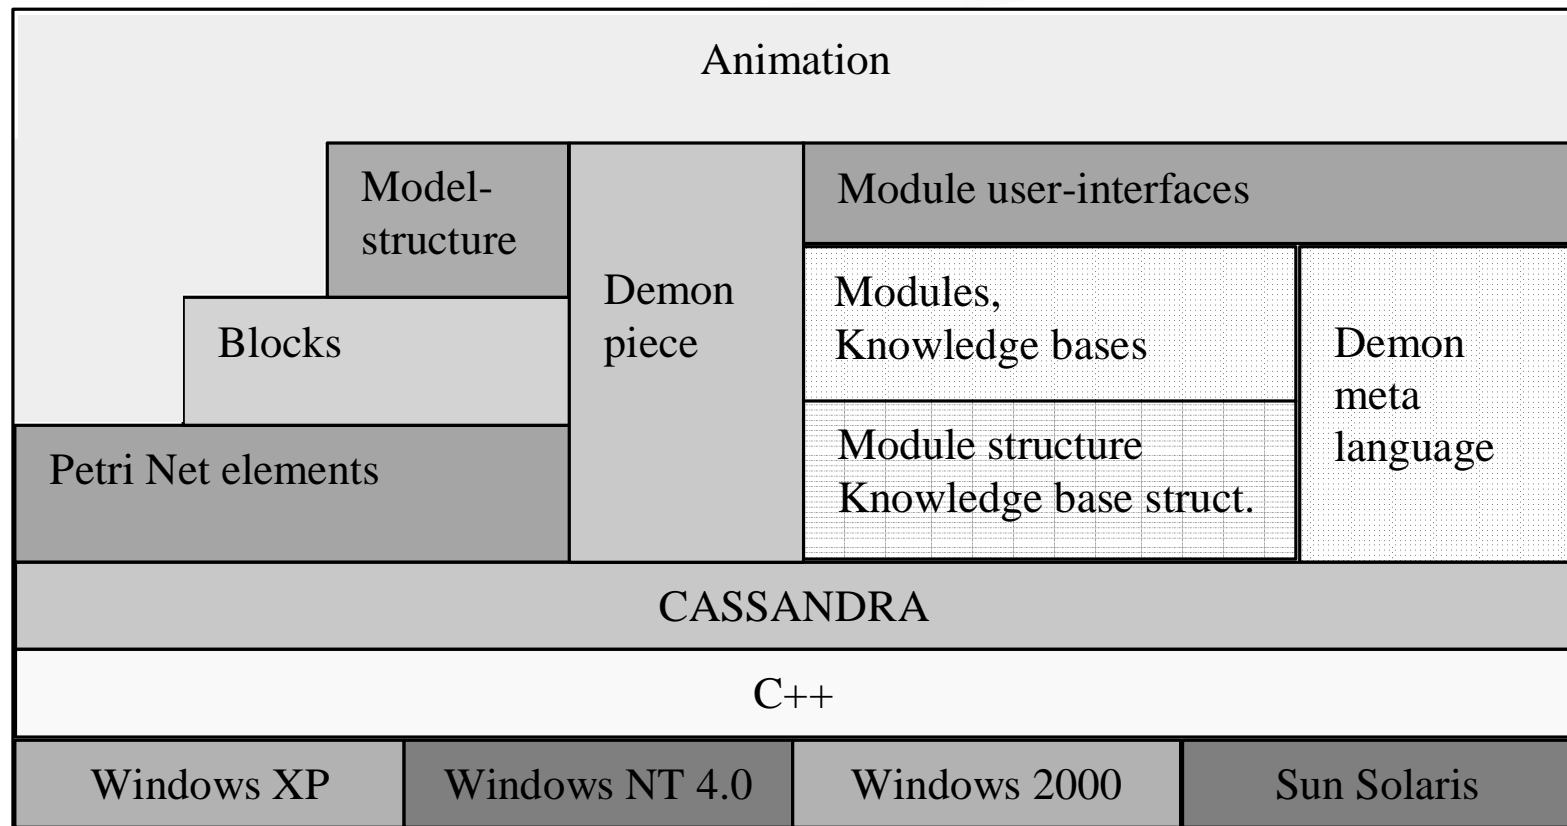 Animation
Model-
structure
Demon
piece
Module user-interfaces
Blocks
Modules,
Knowledge bases
Demon
meta
language
Petri Net elements
Module structure
Knowledge base struct.
CASSANDRA
C++
Windows XP
Windows NT 4.0
Windows 2000
Sun Solaris